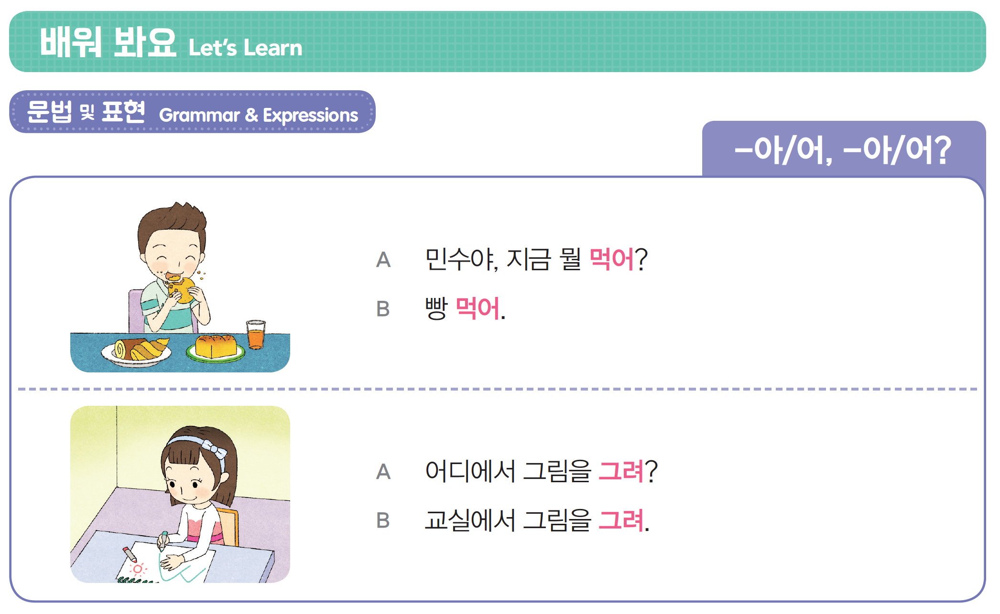 배워 봐요 Let's Learn
문법 및 표현 Grammar & Expressions
–아/어, –아/어?
A 민수야, 지금 뭘 먹어?
B 빵 먹어.
A 어디에서 그림을 그려?
B 교실에서 그림을 그려.